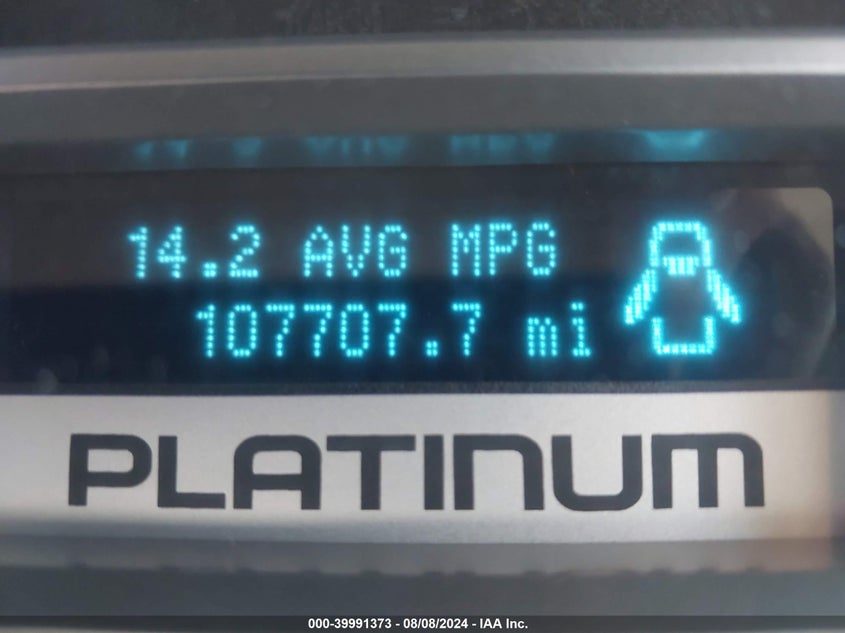 14.2 AVG MPG
107707.7 mi
PLATINUM
000-39991373 - 08/08/2024 - IAA Inc.